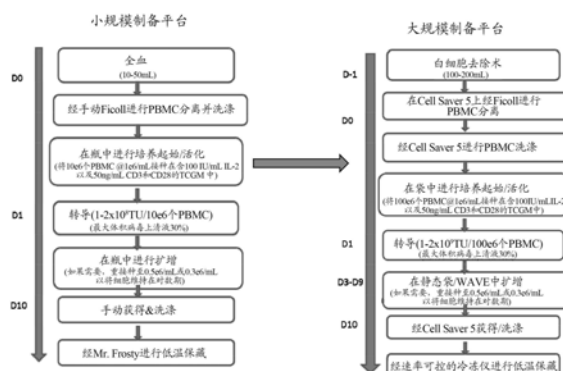 小规模制备平台
D0
全血
(10-50mL)
经手动Ficoll进行PBMC分离并洗涤
在瓶中进行培养起始/活化
(将10e6个PBMC @1e6/mL接种在含100 IU/mL IL-2
以及50ng/mL CD3和CD28的TCGM 中)
D1
转导(1-2x10⁸TU/10e6个PBMC)
(最大体积病毒上清液30%)
在瓶中进行扩增
(如果需要、重接种至0.5e6/mL或0.3e6/mL
以将细胞维持在对数期)
D10
手动获得&洗涤
经Mr. Frosty进行低温保藏
大规模制备平台
D-1
白细胞去除术
(100-200mL)
D0
在Cell Saver 5上经Ficoll进行
PBMC分离
经Cell Saver 5进行PBMC洗涤
在袋中进行培养起始/活化
(将100e6个PBMC@1e6/mL接种在含100IU/mLIL-2
以及50ng/mL CD3和CD28的TCGM中)
D1
转导(1-2x10⁹TU/100e6个PBMC)
(最大体积病毒上清液30%)
D3-D9
在静态袋/WAVE中扩增
(如果需要、重接种至0.5e6/mL或0.3e6/mL
以将细胞维持在对数期)
D10
经Cell Saver 5获得/洗涤
经速率可控的冷冻仪进行低温保藏